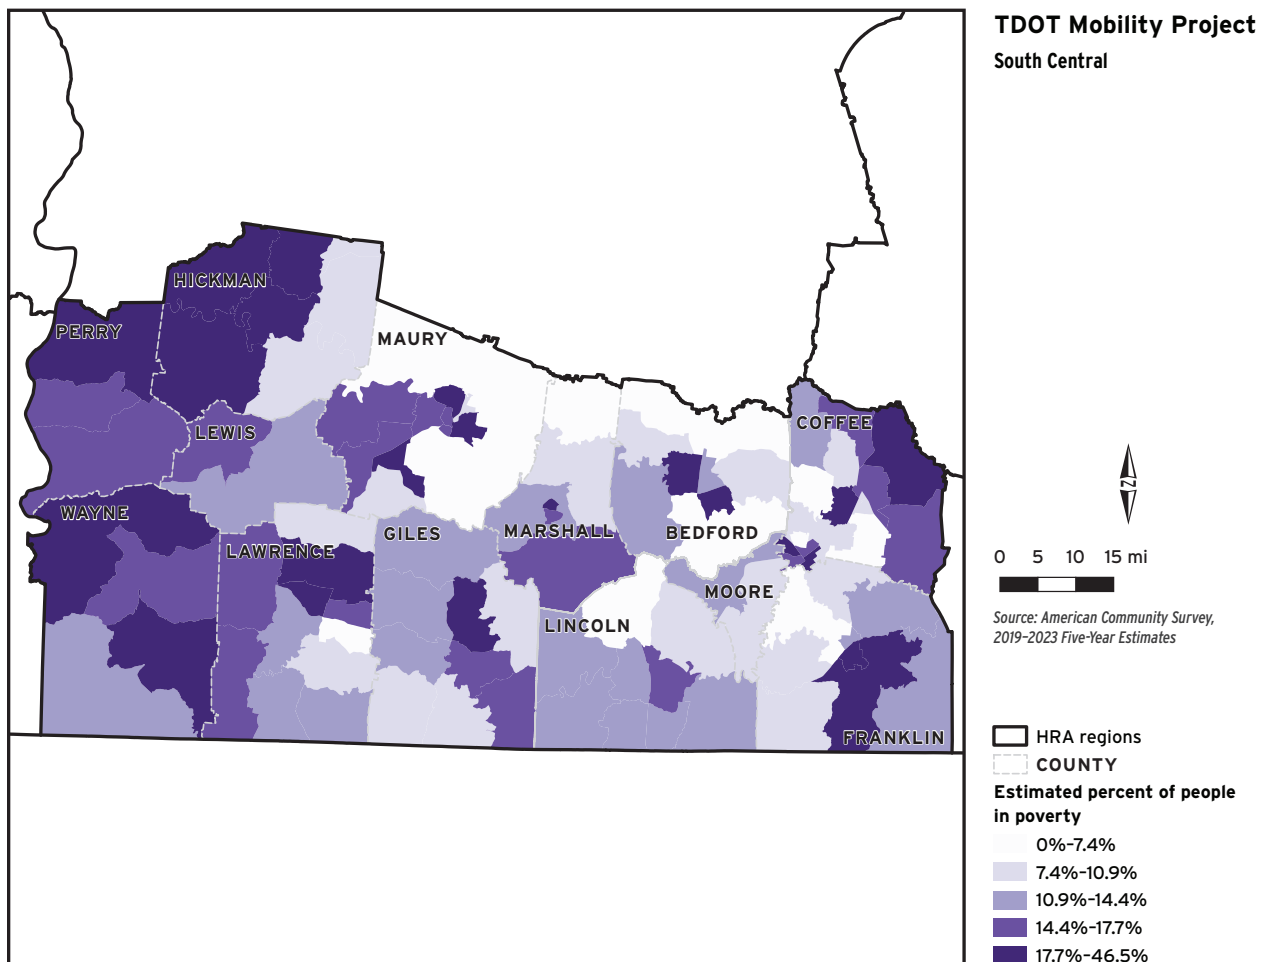 TDOT Mobility Project
South Central
HICKMAN
PERRY
MAURY
LEWIS
COFFEE
WAYNE
LAWRENCE
GILES
MARSHALL
BEDFORD
MOORE
LINCOLN
FRANKLIN
N
0 5 10 15 mi
Source: American Community Survey,
2019–2023 Five-Year Estimates
HRA regions
COUNTY
Estimated percent of people
in poverty
0%–7.4%
7.4%–10.9%
10.9%–14.4%
14.4%–17.7%
17.7%–46.5%